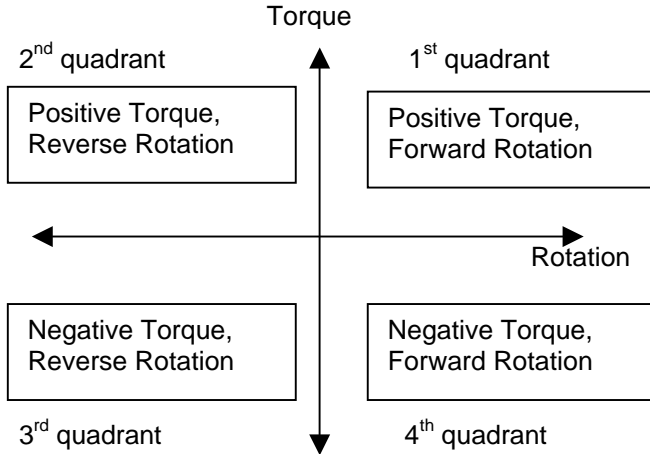 Torque
2nd quadrant
1st quadrant
Positive Torque,
Reverse Rotation
Positive Torque,
Forward Rotation
Rotation
Negative Torque,
Reverse Rotation
Negative Torque,
Forward Rotation
3rd quadrant
4th quadrant